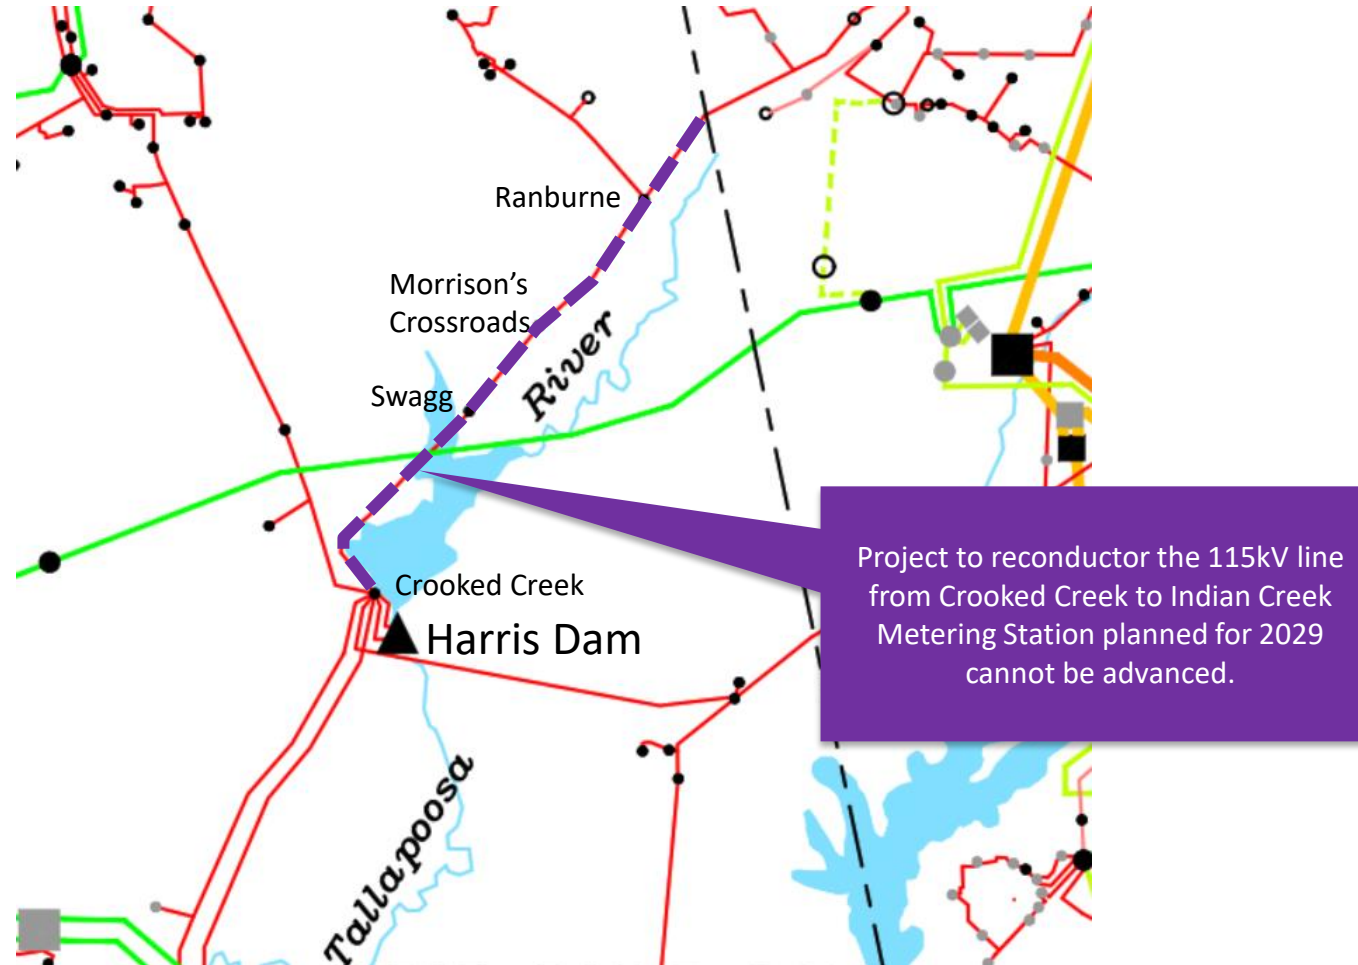 Ranburne
Morrison’s
Crossroads
River
Swagg
Crooked Creek
Harris Dam
Project to reconductor the 115kV line
from Crooked Creek to Indian Creek
Metering Station planned for 2029
cannot be advanced.
Tallapoosa